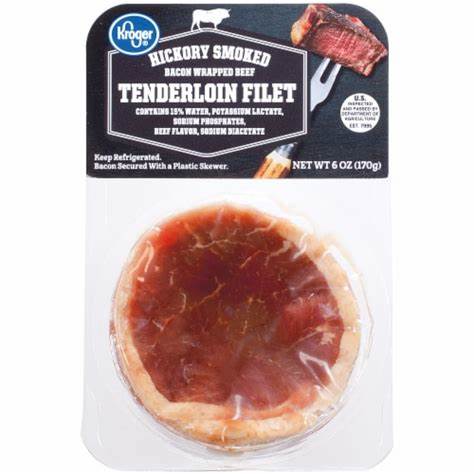 Kroger®
HICKORY SMOKED
BACON WRAPPED BEEF
TENDERLOIN FILET
CONTAINS 15% WATER, POTASSIUM LACTATE,
SODIUM PHOSPHATES,
BEEF FLAVOR, SODIUM DIACETATE
U.S.
INSPECTED
AND PASSED BY
DEPARTMENT OF
AGRICULTURE
EST. 7995
Keep Refrigerated.
Bacon Secured With a Plastic Skewer.
NET WT 6 OZ (170g)